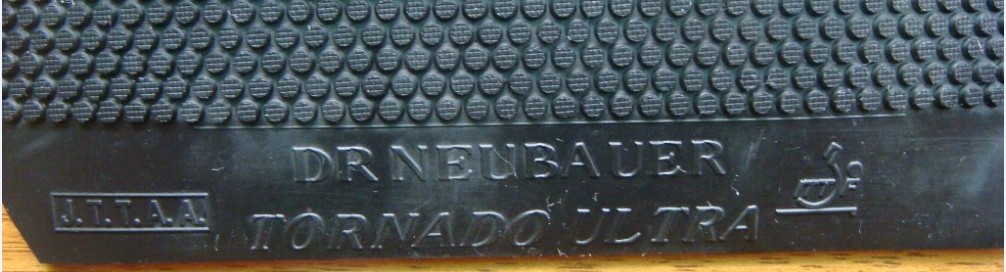 DR NEUBAUER
J.T.T.A.A.
TORNADO ULTRA